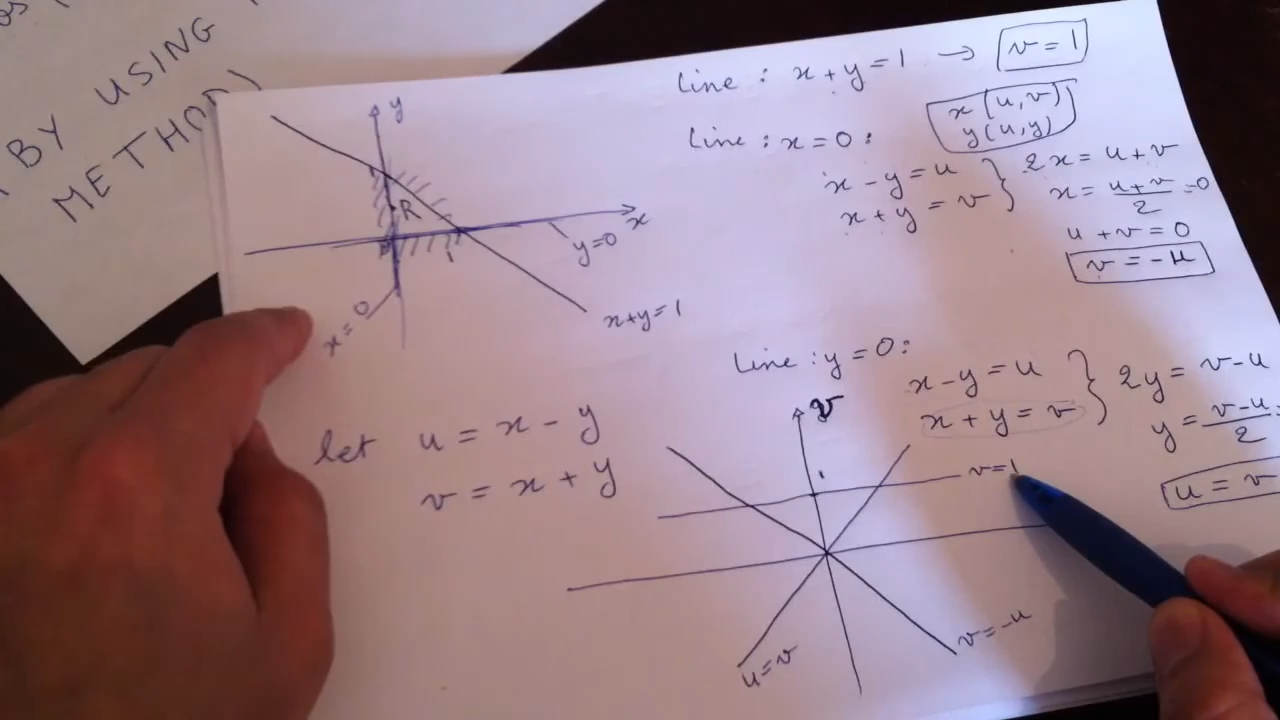 BY USING
METHOD)
y
R
x
1
y=0
x=0
x+y=1
let u = x - y
v = x + y
Line : x + y = 1 → v = 1
x (u, v)
y (u, y)
Line : x = 0 :
x - y = u
x + y = v
2x = u + v
x = u+v/2 = 0
u + v = 0
v = -u
Line : y = 0 :
x - y = u
x + y = v
2y = v - u
y = v-u/2 =
u = v
v
1
v=1
u=v
v=-u